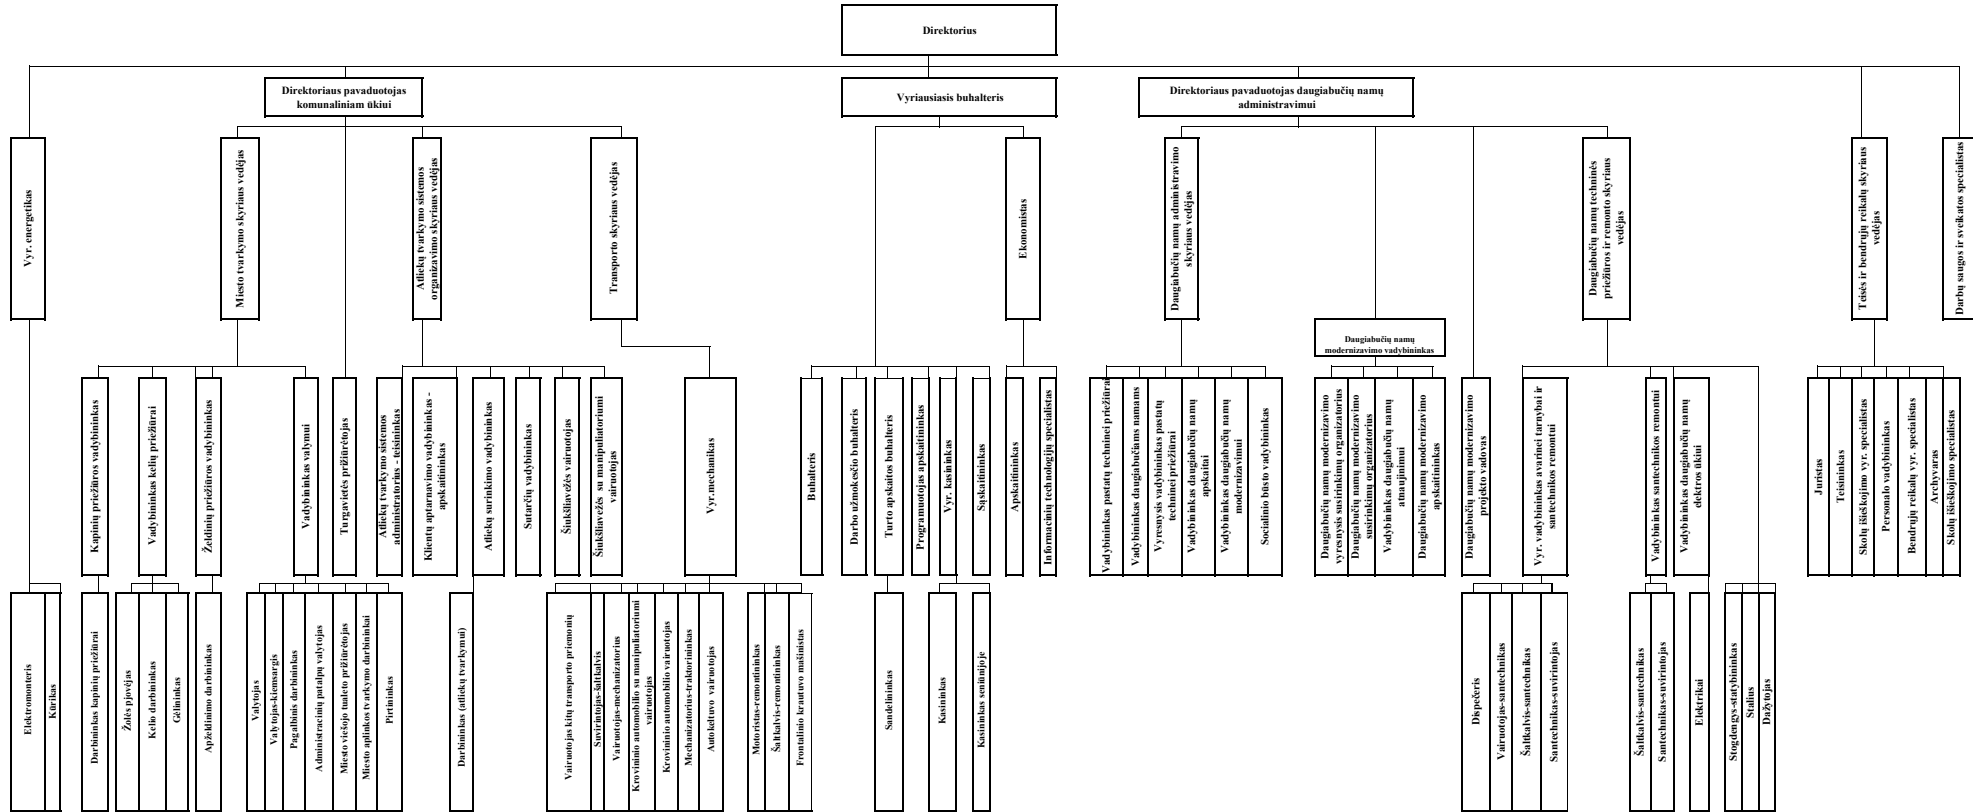 Direktorius
Direktoriaus pavaduotojas
komunaliniam ūkiui
Vyriausiasis buhalteris
Direktoriaus pavaduotojas daugiabučių namų
administravimui
Vyr. energetikas
Miesto tvarkymo skyriaus vedėjas
Atliekų tvarkymo sistemos
organizavimo skyriaus vedėjas
Transporto skyriaus vedėjas
Ekonomistas
Daugiabučių namų administravimo
skyriaus vedėjas
Daugiabučių namų techninės
priežiūros ir remonto skyriaus
vedėjas
Teisės ir bendrųjų reikalų skyriaus
vedėjas
Darbų saugos ir sveikatos specialistas
Daugiabučių namų
modernizavimo vadybininkas
Kapinių priežiūros vadybininkas
Vadybininkas kelių priežiūrai
Želdinių priežiūros vadybininkas
Vadybininkas valymui
Turgavietės prižiūrėtojas
Atliekų tvarkymo sistemos
administratorius - teisininkas
Klientų aptarnavimo vadybininkas -
apskaitininkas
Atliekų surinkimo vadybininkas
Sutarčių vadybininkas
Šiukšliavežės vairuotojas
Šiukšliavežės su manipuliatoriumi
vairuotojas
Vyr.mechanikas
Buhalteris
Darbo užmokesčio buhalteris
Turto apskaitos buhalteris
Programuotojas apskaitininkas
Vyr. kasininkas
Sąskaitininkas
Apskaitininkas
Informacinių technologijų specialistas
Vadybininkas pastatų techninei priežiūrai
Vadybininkas daugiabučiams namams
Vyresnysis vadybininkas pastatų
techninei priežiūrai
Vadybininkas daugiabučių namų
apskaitai
Vadybininkas daugiabučių namų
modernizavimui
Socialinio būsto vadybininkas
Daugiabučių namų modernizavimo
vyresnysis susirinkimų organizatorius
Daugiabučių namų modernizavimo
susirinkimų organizatorius
Vadybininkas daugiabučių namų
atnaujinimui
Daugiabučių namų modernizavimo
apskaitininkas
Daugiabučių namų modernizavimo
projekto vadovas
Vyr. vadybininkas avarinei tarnybai ir
santechnikos remontui
Vadybininkas santechnikos remontui
Vadybininkas daugiabučių namų
elektros ūkiui
Juristas
Teisininkas
Skolų išieškojimo vyr. specialistas
Personalo vadybininkas
Bendrųjų reikalų vyr. specialistas
Archyvaras
Skolų išieškojimo specialistas
Elektromonteris
Kūrikas
Darbininkas kapinių priežiūrai
Žolės pjovėjas
Kelio darbininkas
Gėlininkas
Apželdinimo darbininkas
Valytojas
Valytojas-kiemsargis
Pagalbinis darbininkas
Administracinių patalpų valytojas
Miesto viešojo tualeto prižiūrėtojas
Miesto aplinkos tvarkymo darbininkai
Pirtininkas
Darbininkas (atliekų tvarkymui)
Vairuotojas kitų transporto priemonių
Suvirintojas-šaltkalvis
Vairuotojas-mechanizatorius
Krovininio automobilio su manipuliatoriumi
vairuotojas
Krovininio automobilio vairuotojas
Mechanizatorius-traktorininkas
Autokeltuvo vairuotojas
Motoristas-remontininkas
Šaltkalvis-remontininkas
Frontalinio krautuvo mašinistas
Sandelininkas
Kasininkas
Kasininkas seniūnijoje
Dispečeris
Vairuotojas-santechnikas
Šaltkalvis-santechnikas
Santechnikas-suvirintojas
Šaltkalvis-santechnikas
Santechnikas-suvirintojas
Elektrikai
Stogdengys-statybininkas
Stalius
Dažytojas